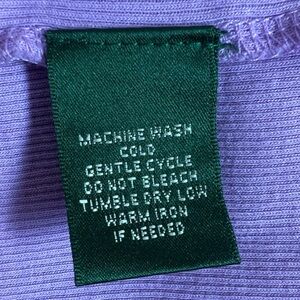 MACHINE WASH
COLD
GENTLE CYCLE
DO NOT BLEACH
TUMBLE DRY LOW
WARM IRON
IF NEEDED